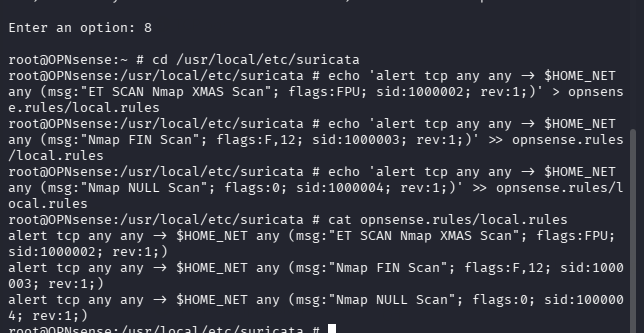 Enter an option: 8
root@OPNsense:~ # cd /usr/local/etc/suricata
root@OPNsense:/usr/local/etc/suricata # echo 'alert tcp any any -> $HOME_NET
any (msg:"ET SCAN Nmap XMAS Scan"; flags:FPU; sid:1000002; rev:1;)' > opnsens
e.rules/local.rules
root@OPNsense:/usr/local/etc/suricata # echo 'alert tcp any any -> $HOME_NET
any (msg:"Nmap FIN Scan"; flags:F,12; sid:1000003; rev:1;)' >> opnsense.rules
/local.rules
root@OPNsense:/usr/local/etc/suricata # echo 'alert tcp any any -> $HOME_NET
any (msg:"Nmap NULL Scan"; flags:0; sid:1000004; rev:1;)' >> opnsense.rules/l
ocal.rules
root@OPNsense:/usr/local/etc/suricata # cat opnsense.rules/local.rules
alert tcp any any -> $HOME_NET any (msg:"ET SCAN Nmap XMAS Scan"; flags:FPU;
sid:1000002; rev:1;)
alert tcp any any -> $HOME_NET any (msg:"Nmap FIN Scan"; flags:F,12; sid:1000
003; rev:1;)
alert tcp any any -> $HOME_NET any (msg:"Nmap NULL Scan"; flags:0; sid:100000
4; rev:1;)
root@OPNsense:/usr/local/etc/suricata #